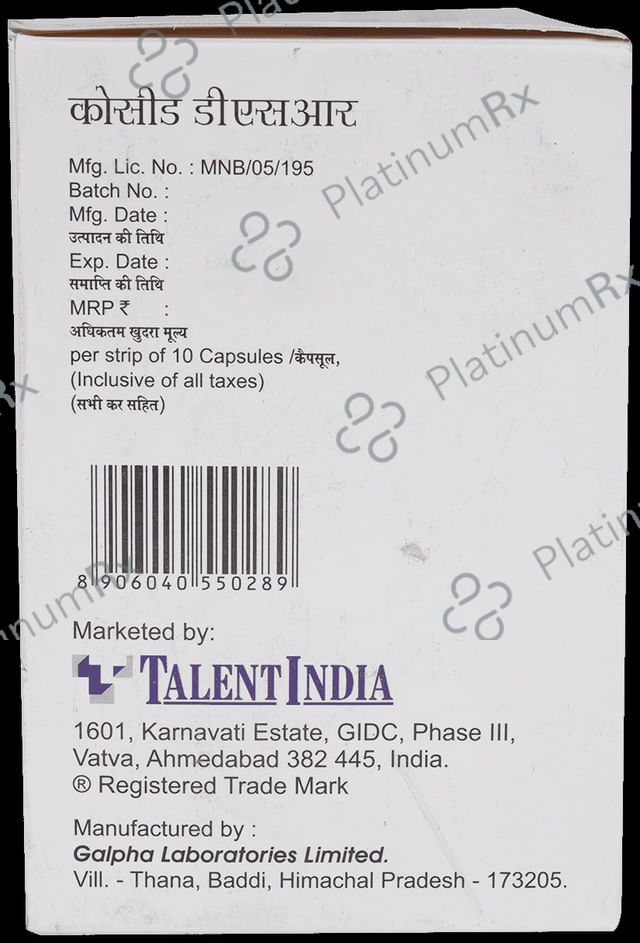 कोसीड डीएसआर
Mfg. Lic. No. : MNB/05/195
Batch No. :
Mfg. Date :
उत्पादन की तिथि
Exp. Date :
समाप्ति की तिथि
MRP ₹ :
अधिकतम खुदरा मूल्य
per strip of 10 Capsules /कैपसूल,
(Inclusive of all taxes)
(सभी कर सहित)
8 906040 550289
Marketed by:
TALENT INDIA
1601, Karnavati Estate, GIDC, Phase III,
Vatva, Ahmedabad 382 445, India.
® Registered Trade Mark
Manufactured by :
Galpha Laboratories Limited.
Vill. - Thana, Baddi, Himachal Pradesh - 173205.
PlatinumRx
PlatinumRx